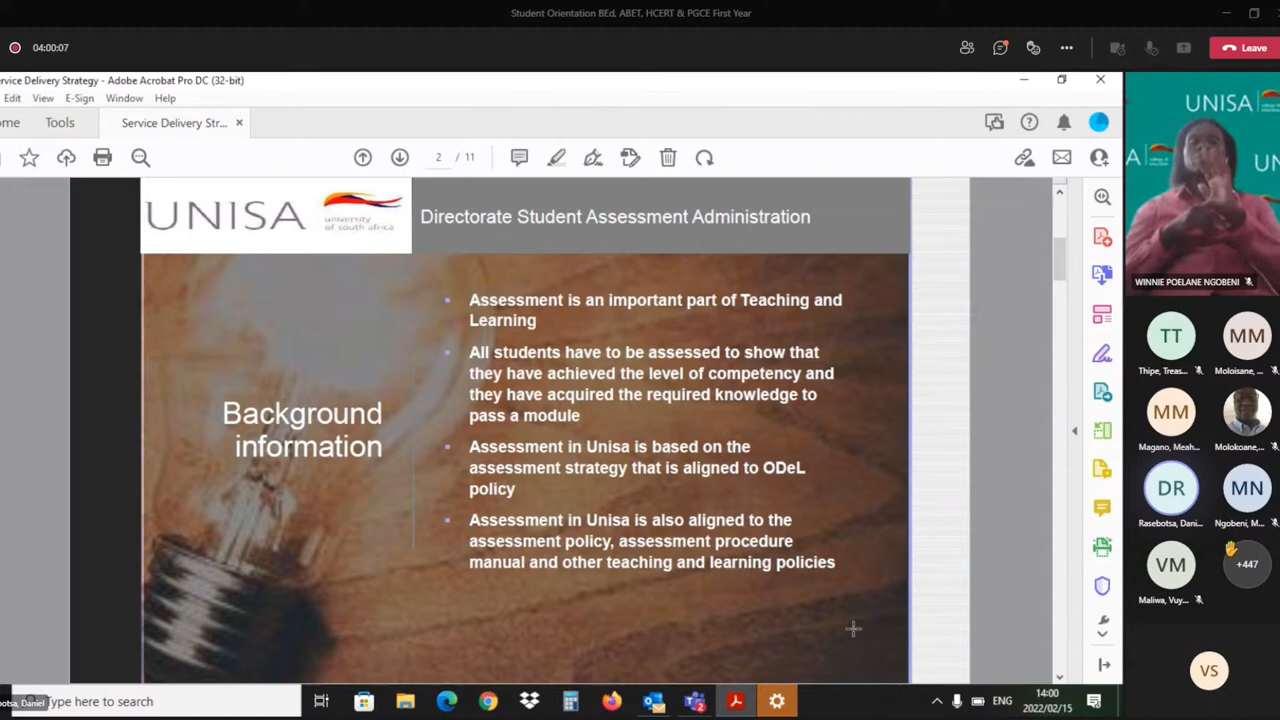 Student Orientation BEd, ABET, HCERT & PGCE First Year
04:00:07
Leave
ervice Delivery Strategy - Adobe Acrobat Pro DC (32-bit)
Edit View E-Sign Window Help
ome Tools Service Delivery Str...
2 / 11
UNISA
university
of south africa
Directorate Student Assessment Administration
Background
information
Assessment is an important part of Teaching and
Learning
All students have to be assessed to show that
they have achieved the level of competency and
they have acquired the required knowledge to
pass a module
Assessment in Unisa is based on the
assessment strategy that is aligned to ODeL
policy
Assessment in Unisa is also aligned to the
assessment policy, assessment procedure
manual and other teaching and learning policies
UNISA
UN
WINNIE POELANE NGOBENI
TT
MM
Thipe, Treas...
Moloisane, ...
MM
Magano, Meah...
Molokoane, ...
DR
MN
Rasebotsa, Dani...
Ngobeni, M...
VM
+447
Maliwa, Vuy...
VS
ebotsa, Daniel
Type here to search
ENG
14:00
2022/02/15